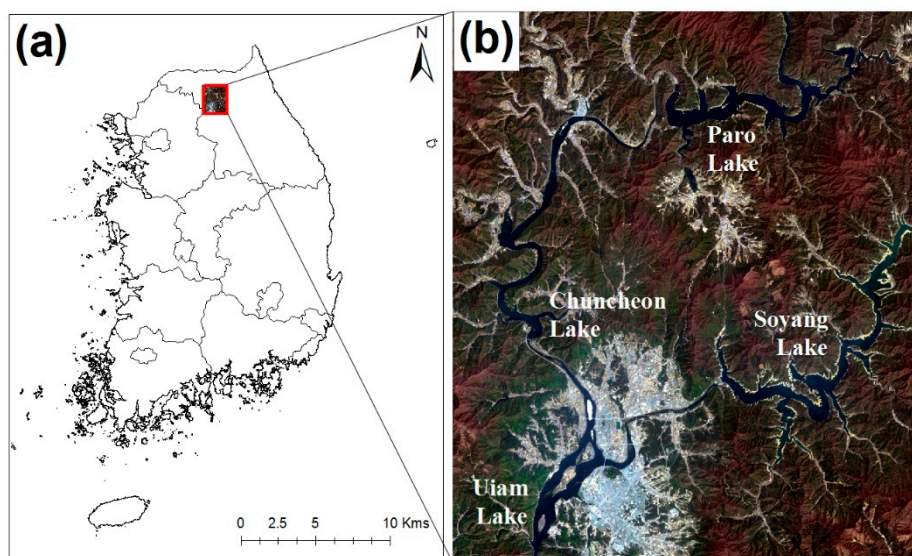 (a)
N
0 2.5 5 10 Kms
(b)
Paro
Lake
Chuncheon
Lake
Soyang
Lake
Uiam
Lake